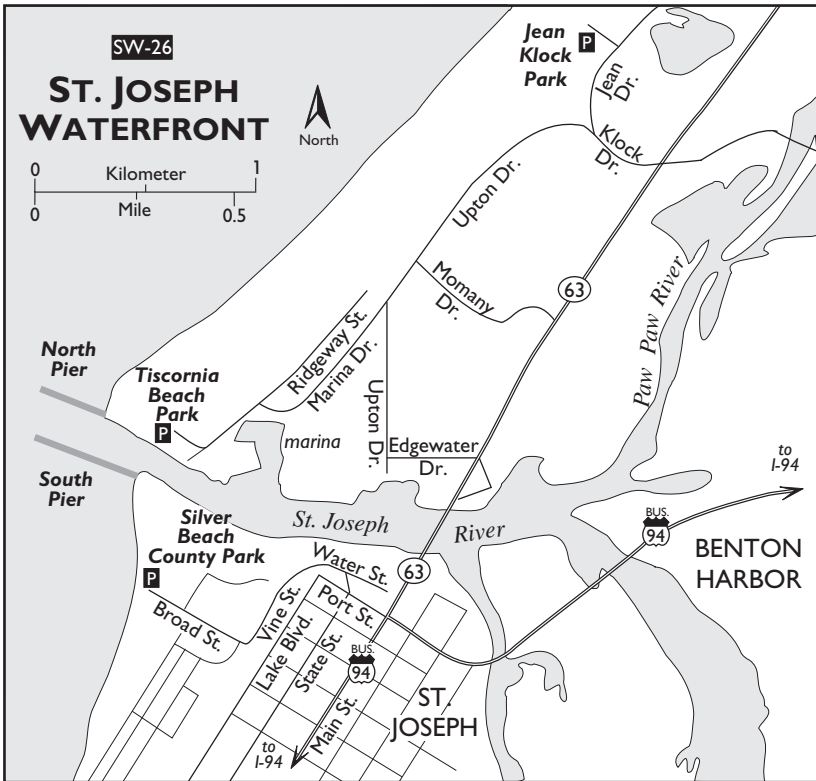 SW-26
ST. JOSEPH
WATERFRONT
North
0
Kilometer
1
0
Mile
0.5
Jean
Klock
Park
P
Jean
Dr.
Klock
Dr.
Upton Dr.
Momany
Dr.
63
Paw Paw River
Ridgeway St.
Marina Dr.
North
Pier
Tiscornia
Beach
Park
P
Upton Dr.
marina
Edgewater
Dr.
to
I-94
South
Pier
St. Joseph
River
BUS.
94
BENTON
HARBOR
Silver
Beach
County Park
P
Water St.
63
Broad St.
Vine St.
Port St.
Lake Blvd.
State St.
BUS.
94
Main St.
ST.
JOSEPH
to
I-94